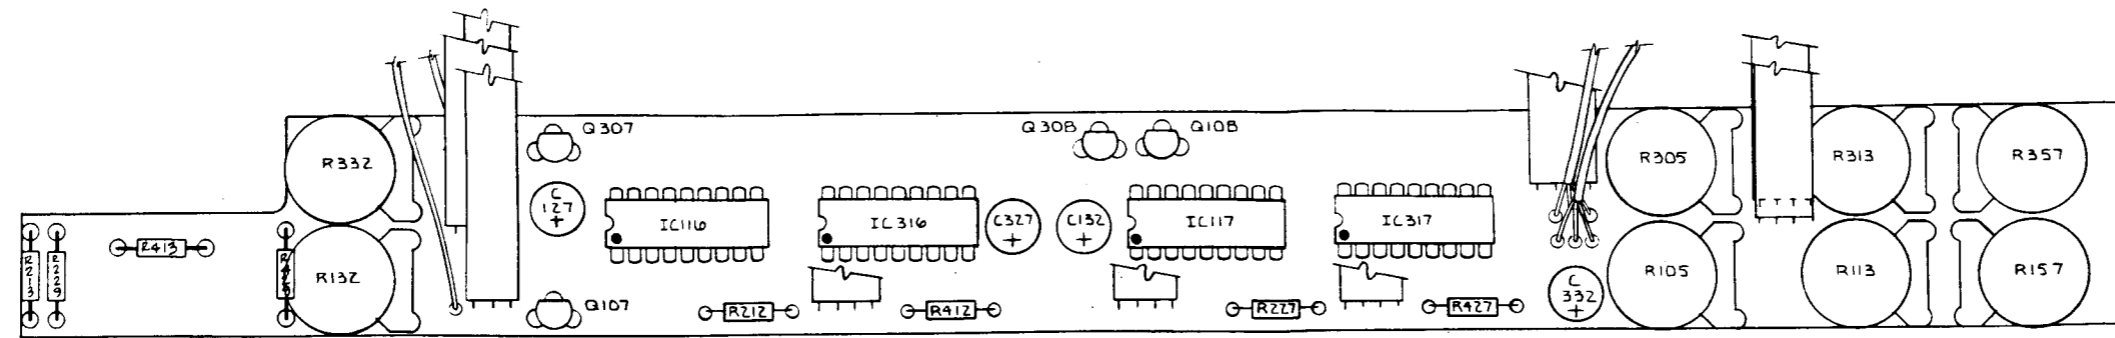 Q307
Q308
Q108
R332
R305
R313
R357
C
127
+
IC116
IC316
C327
+
C132
+
IC117
IC317
R213
R229
R413
R132
R105
R113
R157
C
332
+
Q107
R212
R412
R227
R427